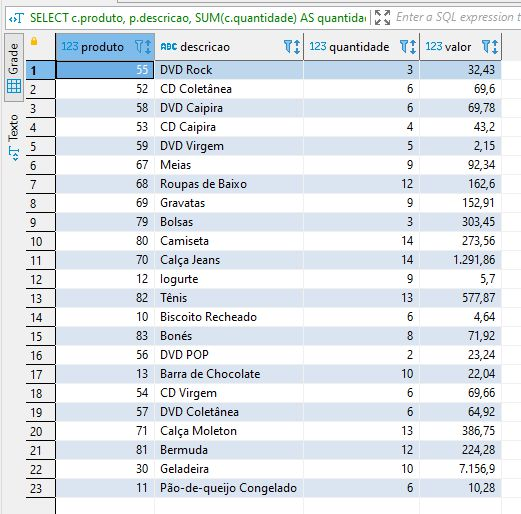 SELECT c.produto, p.descricao, SUM(c.quantidade) AS quantidad Enter a SQL expression t
Grade
Texto
123 produto ABC descricao 123 quantidade 123 valor
1 55 DVD Rock 3 32,43
2 52 CD Coletânea 6 69,6
3 58 DVD Caipira 6 69,78
4 53 CD Caipira 4 43,2
5 59 DVD Virgem 5 2,15
6 67 Meias 9 92,34
7 68 Roupas de Baixo 12 162,6
8 69 Gravatas 9 152,91
9 79 Bolsas 3 303,45
10 80 Camiseta 14 273,56
11 70 Calça Jeans 14 1.291,86
12 12 Iogurte 9 5,7
13 82 Tênis 13 577,87
14 10 Biscoito Recheado 6 4,64
15 83 Bonés 8 71,92
16 56 DVD POP 2 23,24
17 13 Barra de Chocolate 10 22,04
18 54 CD Virgem 6 69,66
19 57 DVD Coletânea 6 64,92
20 71 Calça Moleton 13 386,75
21 81 Bermuda 12 224,28
22 30 Geladeira 10 7.156,9
23 11 Pão-de-queijo Congelado 6 10,28